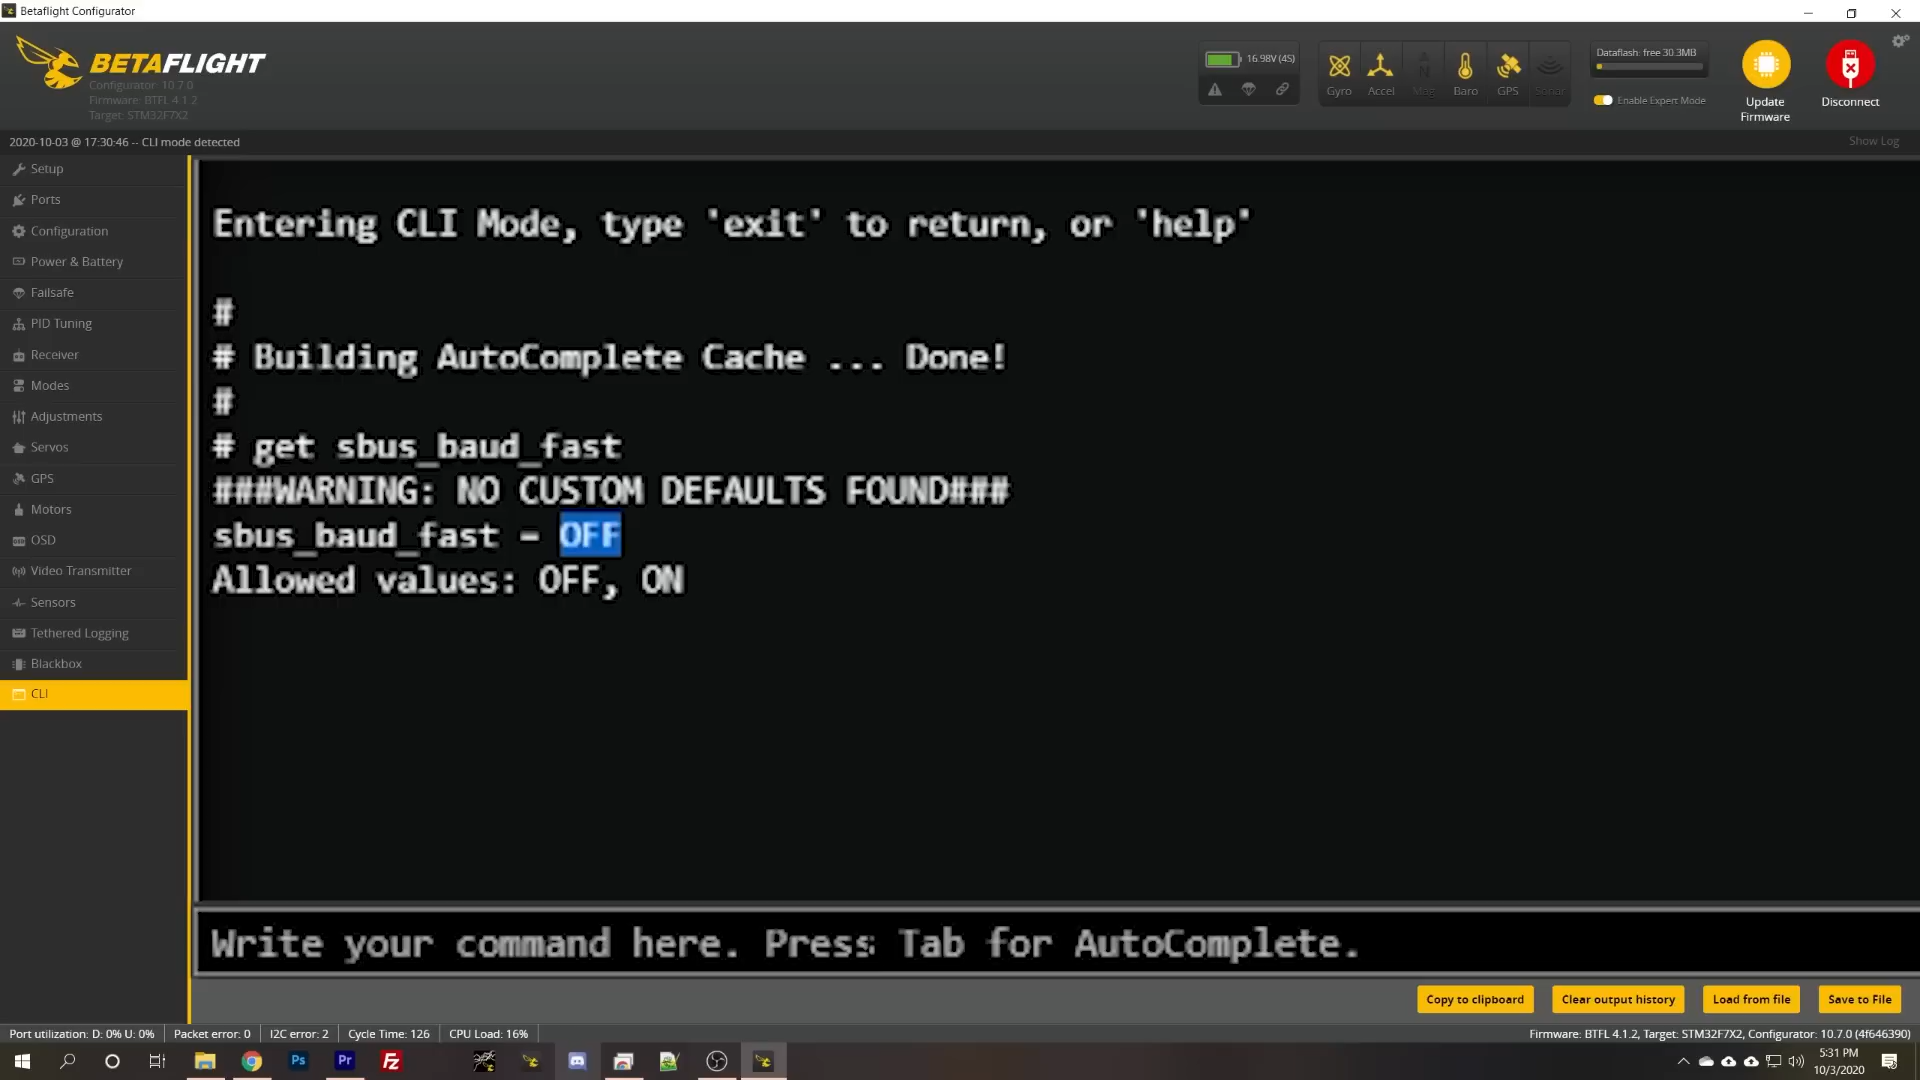 Betaflight Configurator
BETAFLIGHT
Configurator: 10.7.0
Firmware: BTFL 4.1.2
Target: STM32F7X2
16.98V (4S)
Gyro
Accel
Mag
Baro
GPS
Sonar
Dataflash: free 30.3MB
Enable Expert Mode
Update
Firmware
Disconnect
2020-10-03 @ 17:30:46 -- CLI mode detected
Show Log
Setup
Ports
Configuration
Power & Battery
Failsafe
PID Tuning
Receiver
Modes
Adjustments
Servos
GPS
Motors
OSD
Video Transmitter
Sensors
Tethered Logging
Blackbox
CLI
Entering CLI Mode, type 'exit' to return, or 'help'
#
# Building AutoComplete Cache ... Done!
#
# get sbus_baud_fast
###WARNING: NO CUSTOM DEFAULTS FOUND###
sbus_baud_fast = OFF
Allowed values: OFF, ON
Write your command here. Press Tab for AutoComplete.
Copy to clipboard
Clear output history
Load from file
Save to File
Port utilization: D: 0% U: 0%
Packet error: 0
I2C error: 2
Cycle Time: 126
CPU Load: 16%
Firmware: BTFL 4.1.2, Target: STM32F7X2, Configurator: 10.7.0 (4f646390)
Ps
Pr
Fz
5:31 PM
10/3/2020